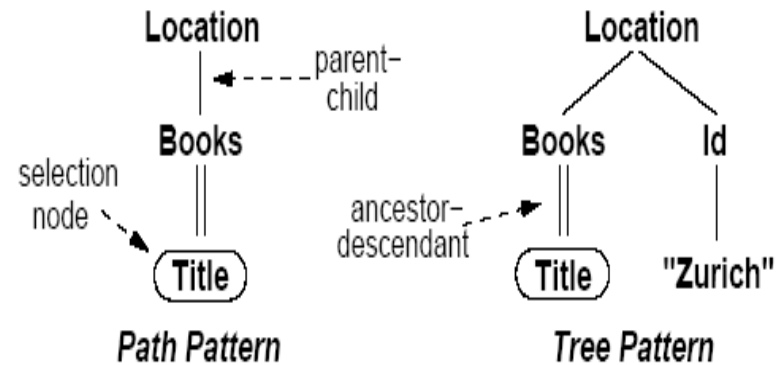 Location
parent-
child
Books
selection
node
Title
Path Pattern
Location
Books
Id
ancestor-
descendant
Title
"Zurich"
Tree Pattern